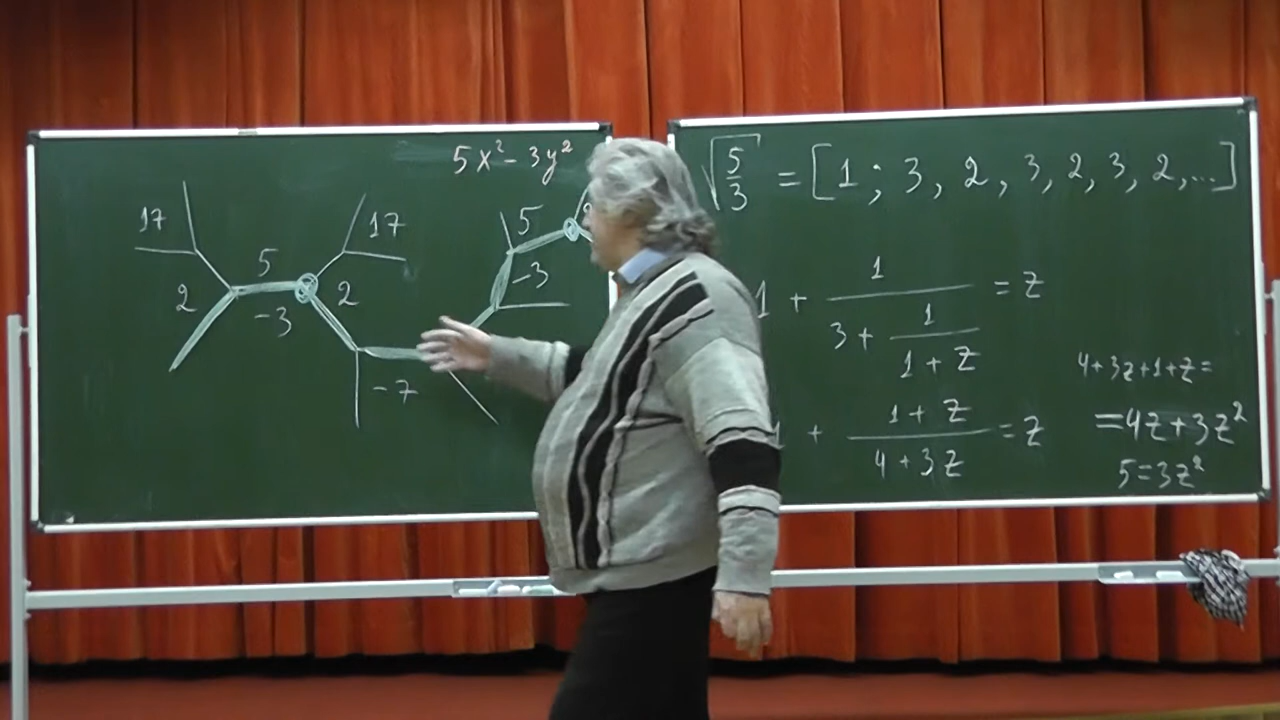 5x² - 3y²
17
17
5
2
2
-3
-7
5
-3
√(5/3) = [1; 3, 2, 3, 2, 3, 2, ...]
1 + 1/(3 + 1/(1 + z)) = z
4+3z+1+z=
+ (1 + z)/(4 + 3z) = z
=4z+3z²
5=3z²